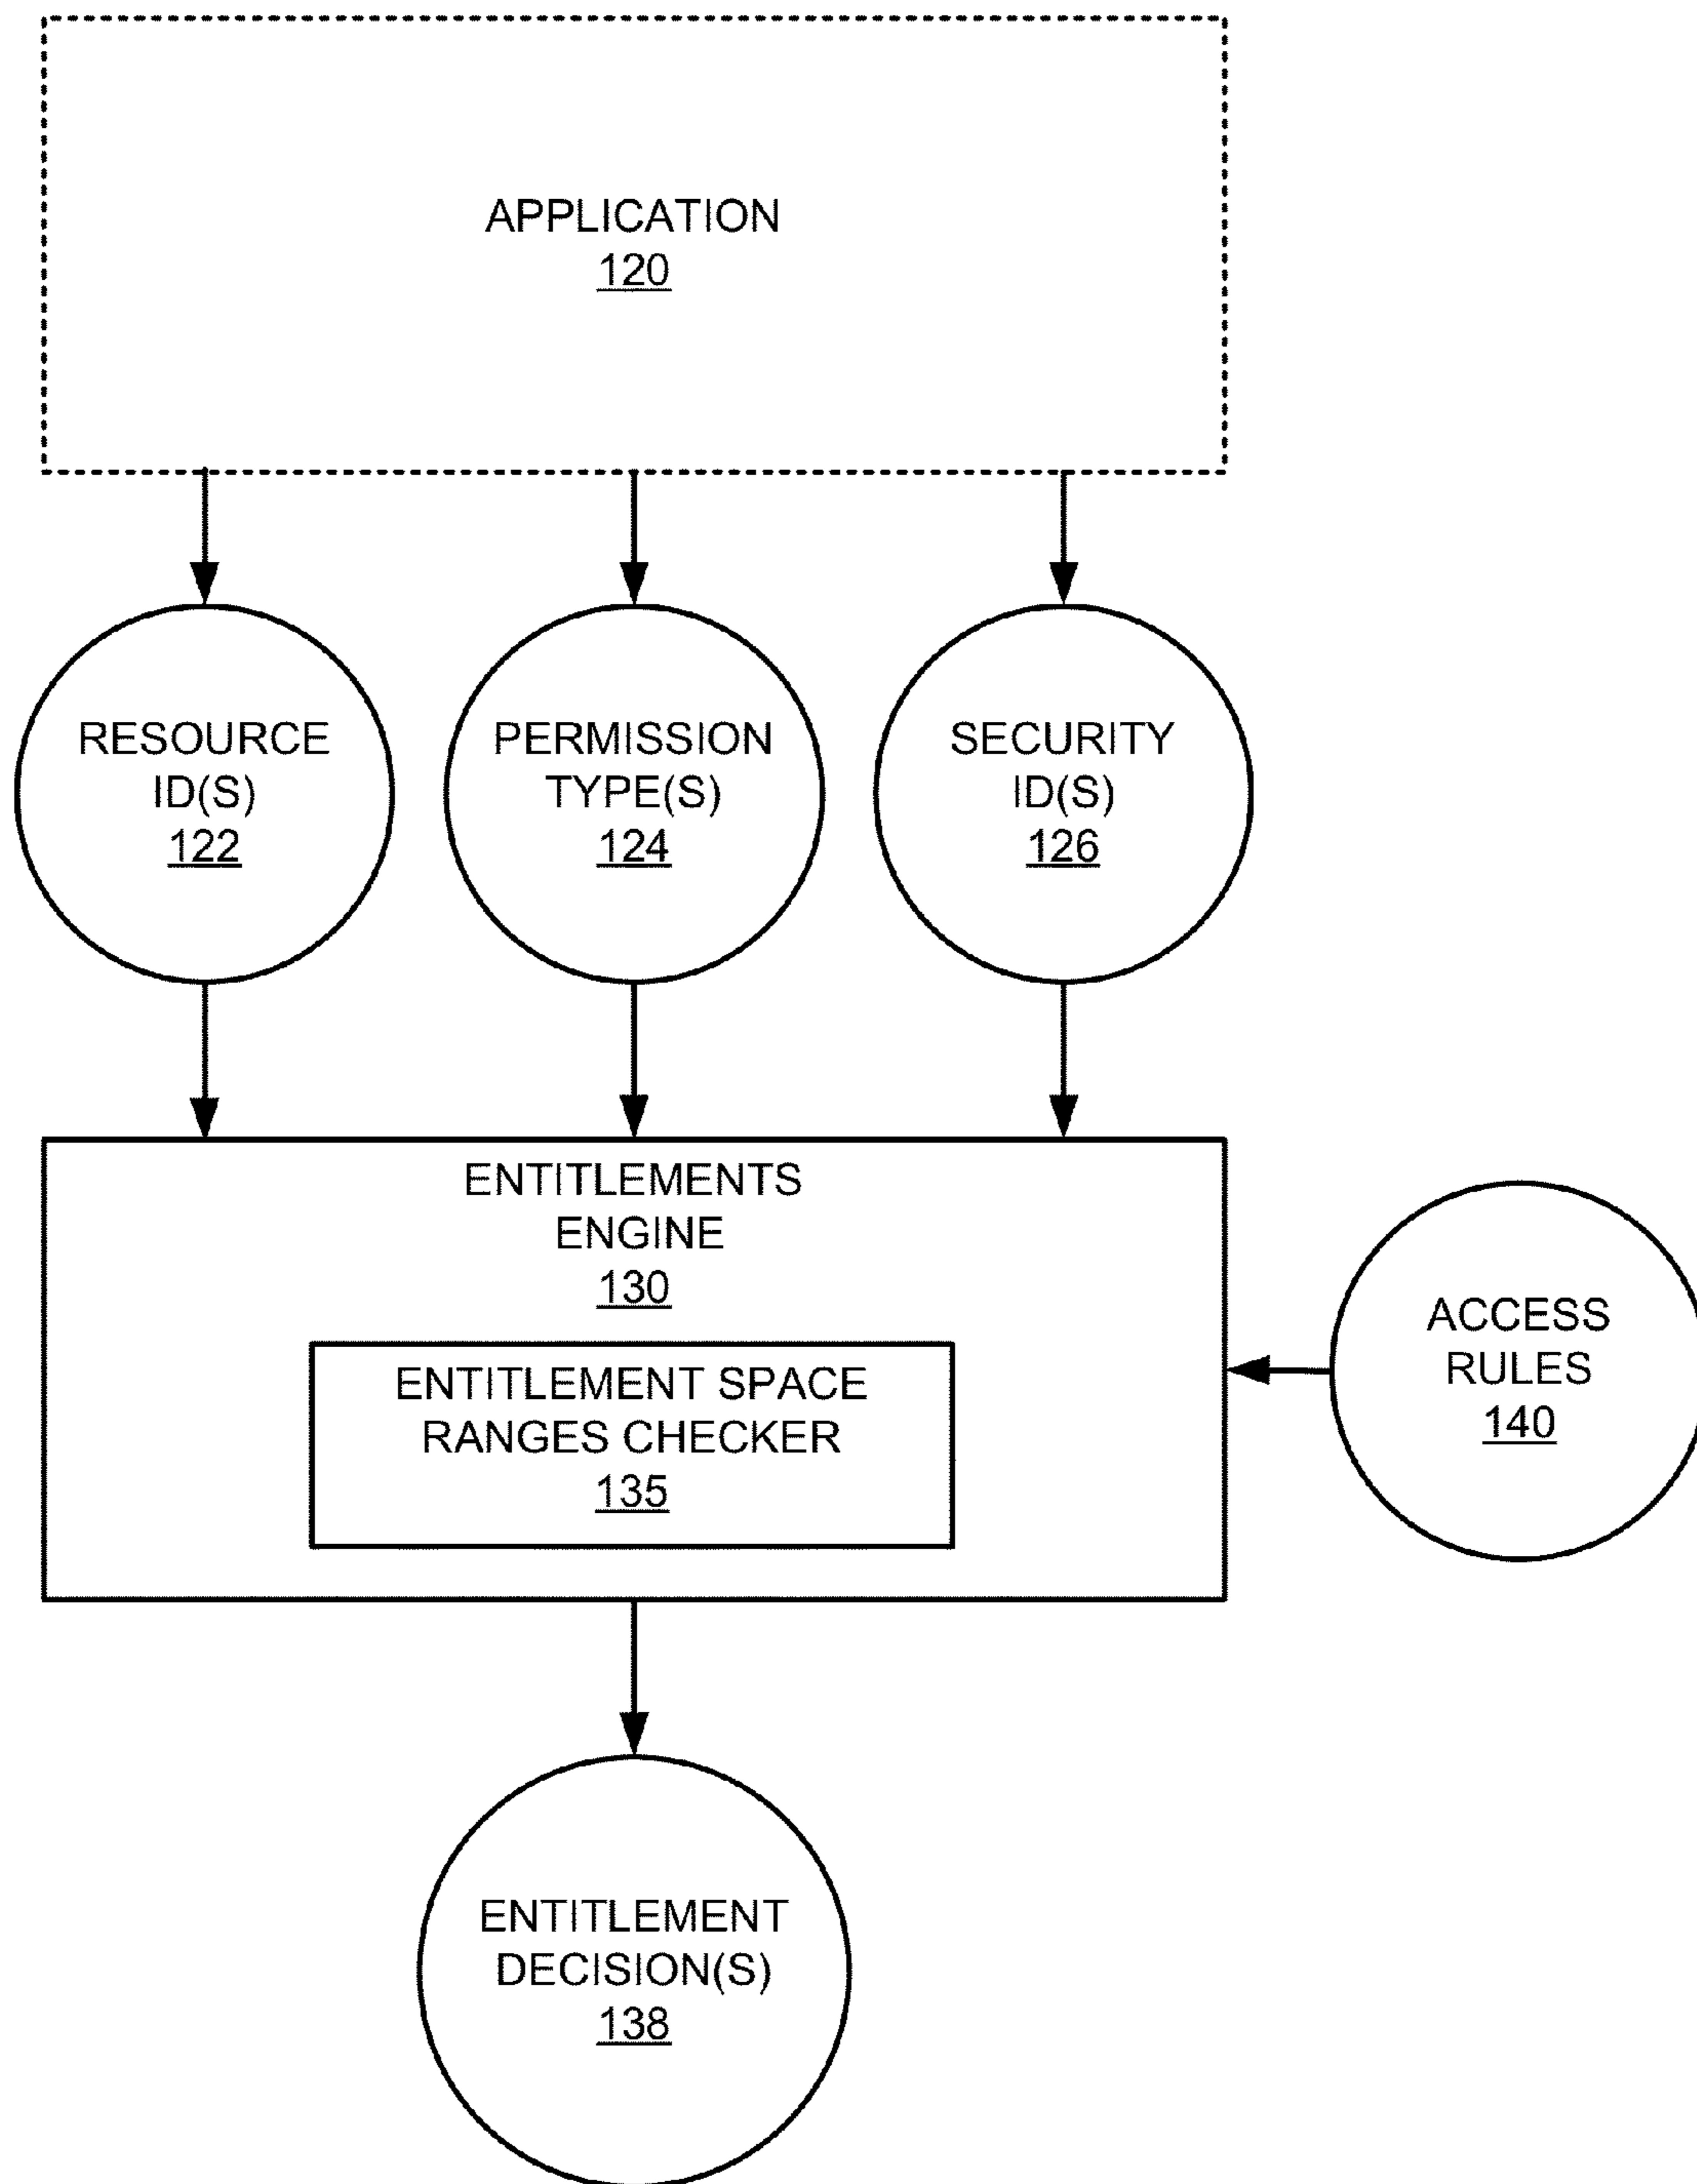 APPLICATION
120
RESOURCE
ID(S)
122
PERMISSION
TYPE(S)
124
SECURITY
ID(S)
126
ENTITLEMENTS
ENGINE
130
ENTITLEMENT SPACE
RANGES CHECKER
135
ACCESS
RULES
140
ENTITLEMENT
DECISION(S)
138